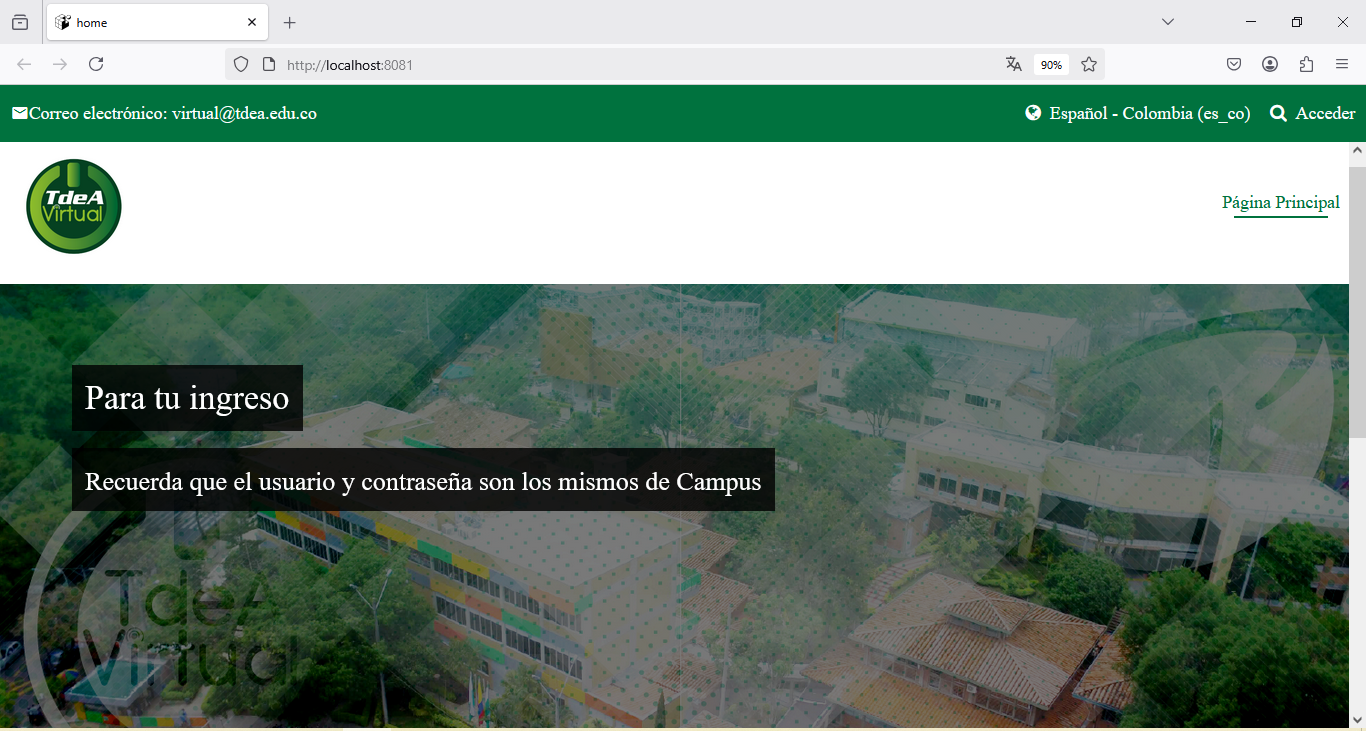 home
http://localhost:8081
90%
Correo electrónico: virtual@tdea.edu.co
Español - Colombia (es_co)
Acceder
TdeA
Virtual
Página Principal
Para tu ingreso
Recuerda que el usuario y contraseña son los mismos de Campus
TdeA
Virtual